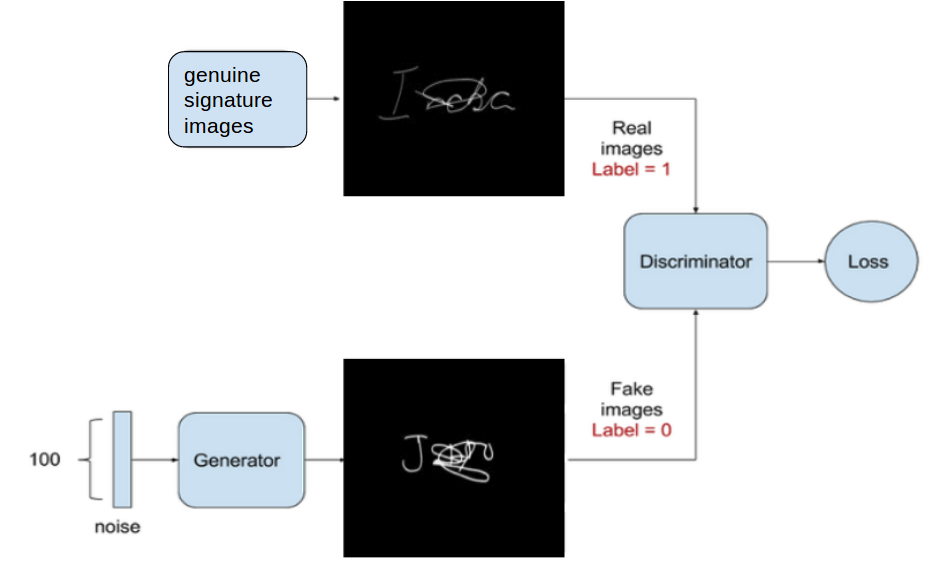 genuine
signature
images
Real
images
Label = 1
Discriminator
Loss
Fake
images
Label = 0
100
noise
Generator